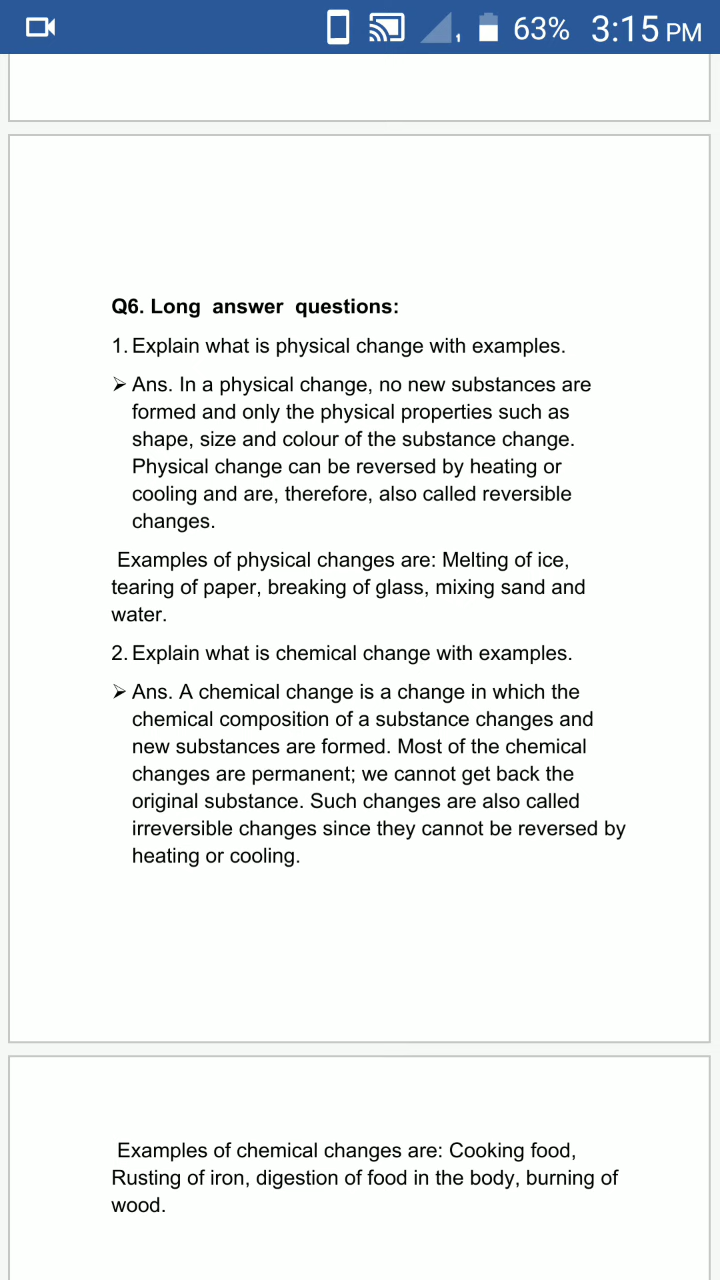 63% 3:15 PM
Q6. Long answer questions:
1. Explain what is physical change with examples.
➢ Ans. In a physical change, no new substances are
formed and only the physical properties such as
shape, size and colour of the substance change.
Physical change can be reversed by heating or
cooling and are, therefore, also called reversible
changes.
Examples of physical changes are: Melting of ice,
tearing of paper, breaking of glass, mixing sand and
water.
2. Explain what is chemical change with examples.
➢ Ans. A chemical change is a change in which the
chemical composition of a substance changes and
new substances are formed. Most of the chemical
changes are permanent; we cannot get back the
original substance. Such changes are also called
irreversible changes since they cannot be reversed by
heating or cooling.
Examples of chemical changes are: Cooking food,
Rusting of iron, digestion of food in the body, burning of
wood.